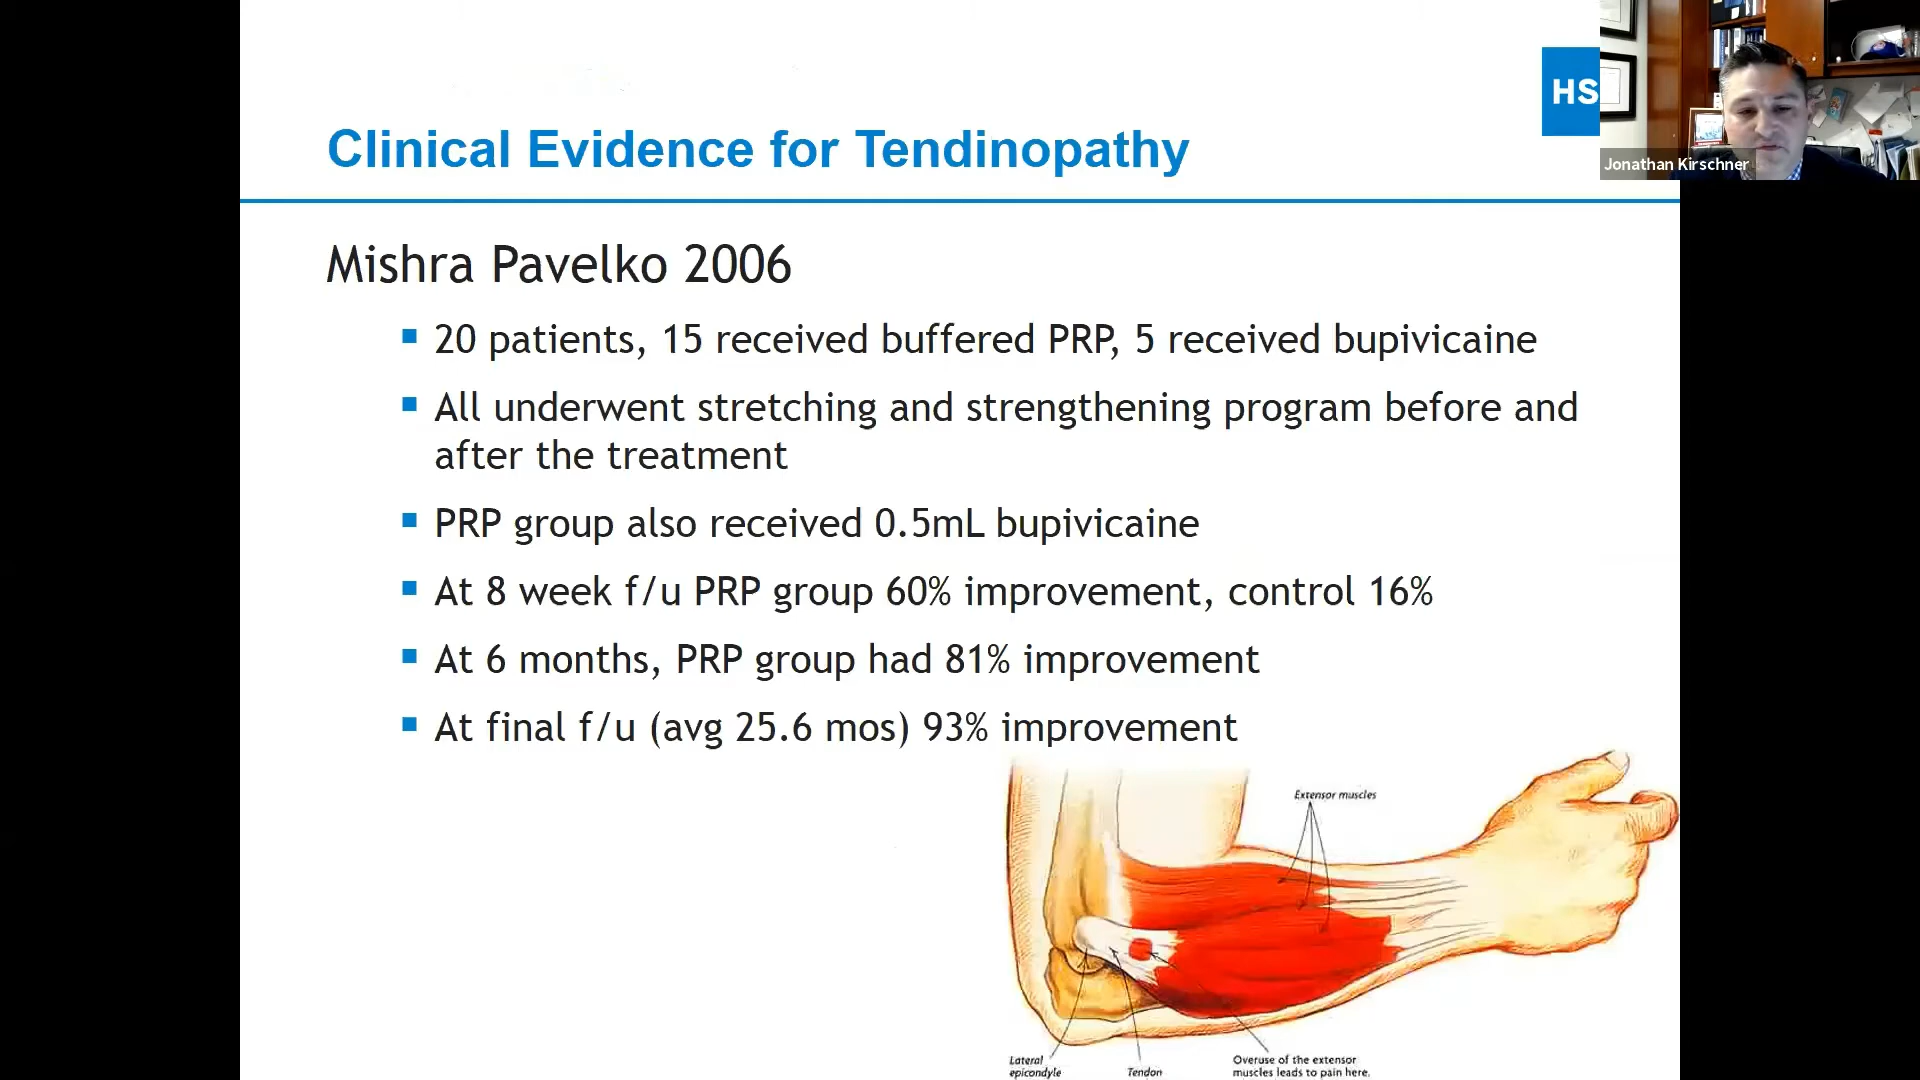 HS
Jonathan Kirschner
Clinical Evidence for Tendinopathy
Mishra Pavelko 2006
20 patients, 15 received buffered PRP, 5 received bupivicaine
All underwent stretching and strengthening program before and
after the treatment
PRP group also received 0.5mL bupivicaine
At 8 week f/u PRP group 60% improvement, control 16%
At 6 months, PRP group had 81% improvement
At final f/u (avg 25.6 mos) 93% improvement
Extensor muscles
Lateral
epicondyle
Tendon
Overuse of the extensor
muscles leads to pain here.